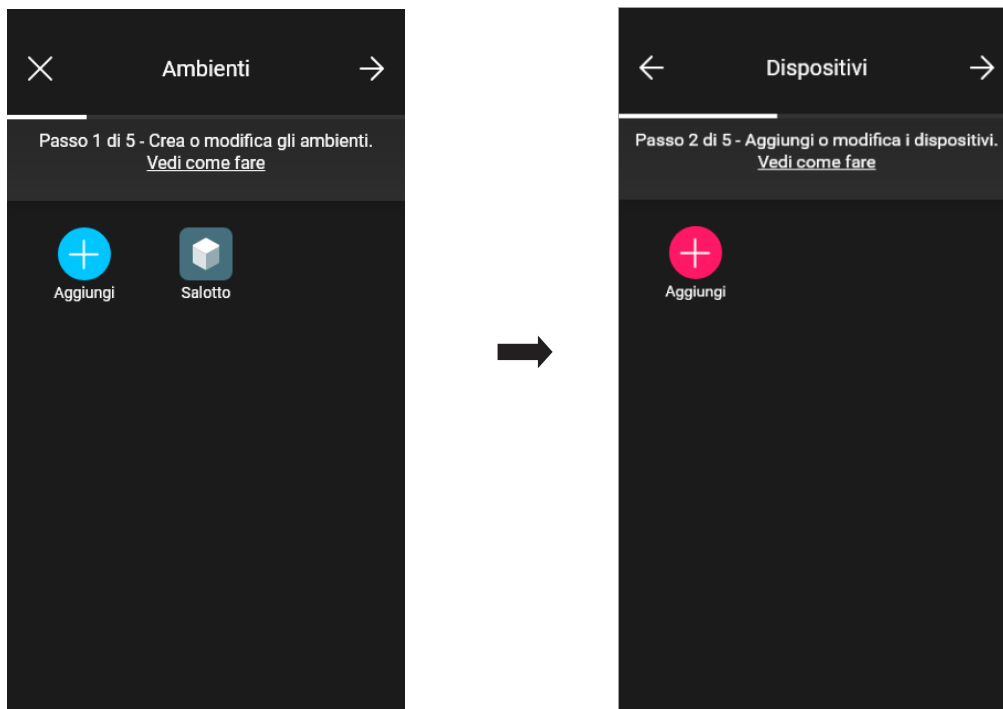 Ambienti
Passo 1 di 5 - Crea o modifica gli ambienti.
Vedi come fare
Aggiungi
Salotto
Dispositivi
Passo 2 di 5 - Aggiungi o modifica i dispositivi.
Vedi come fare
Aggiungi